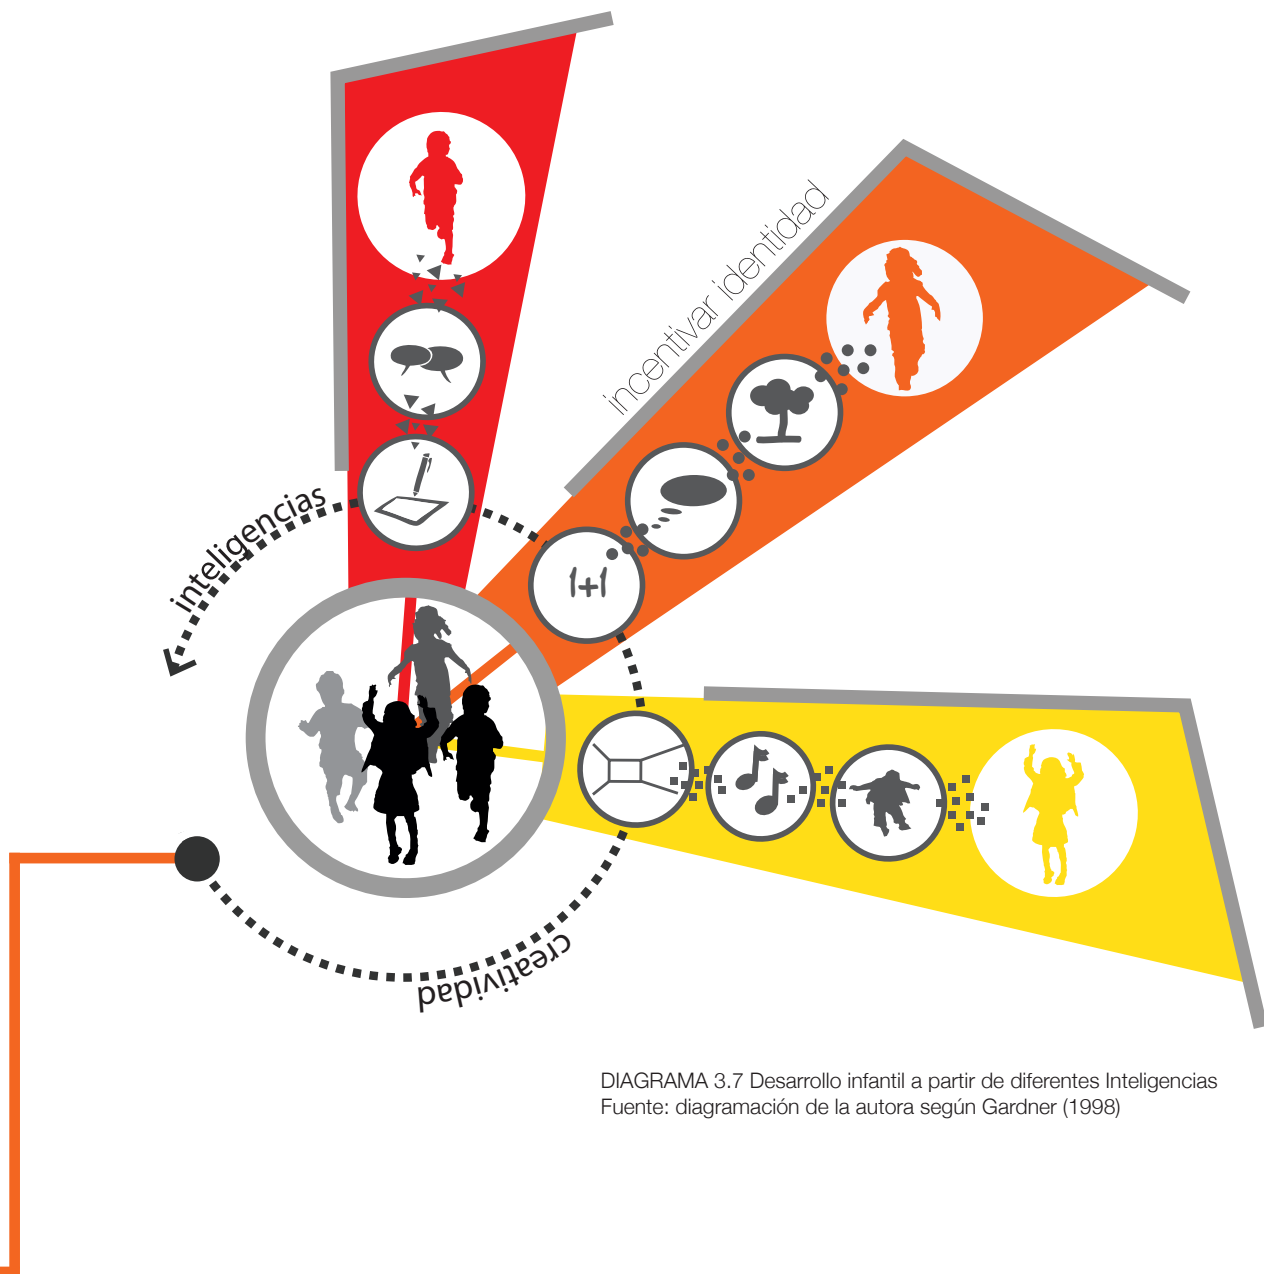 incentivar identidad
inteligencias
1+1
creatividad
DIAGRAMA 3.7 Desarrollo infantil a partir de diferentes Inteligencias
Fuente: diagramación de la autora según Gardner (1998)